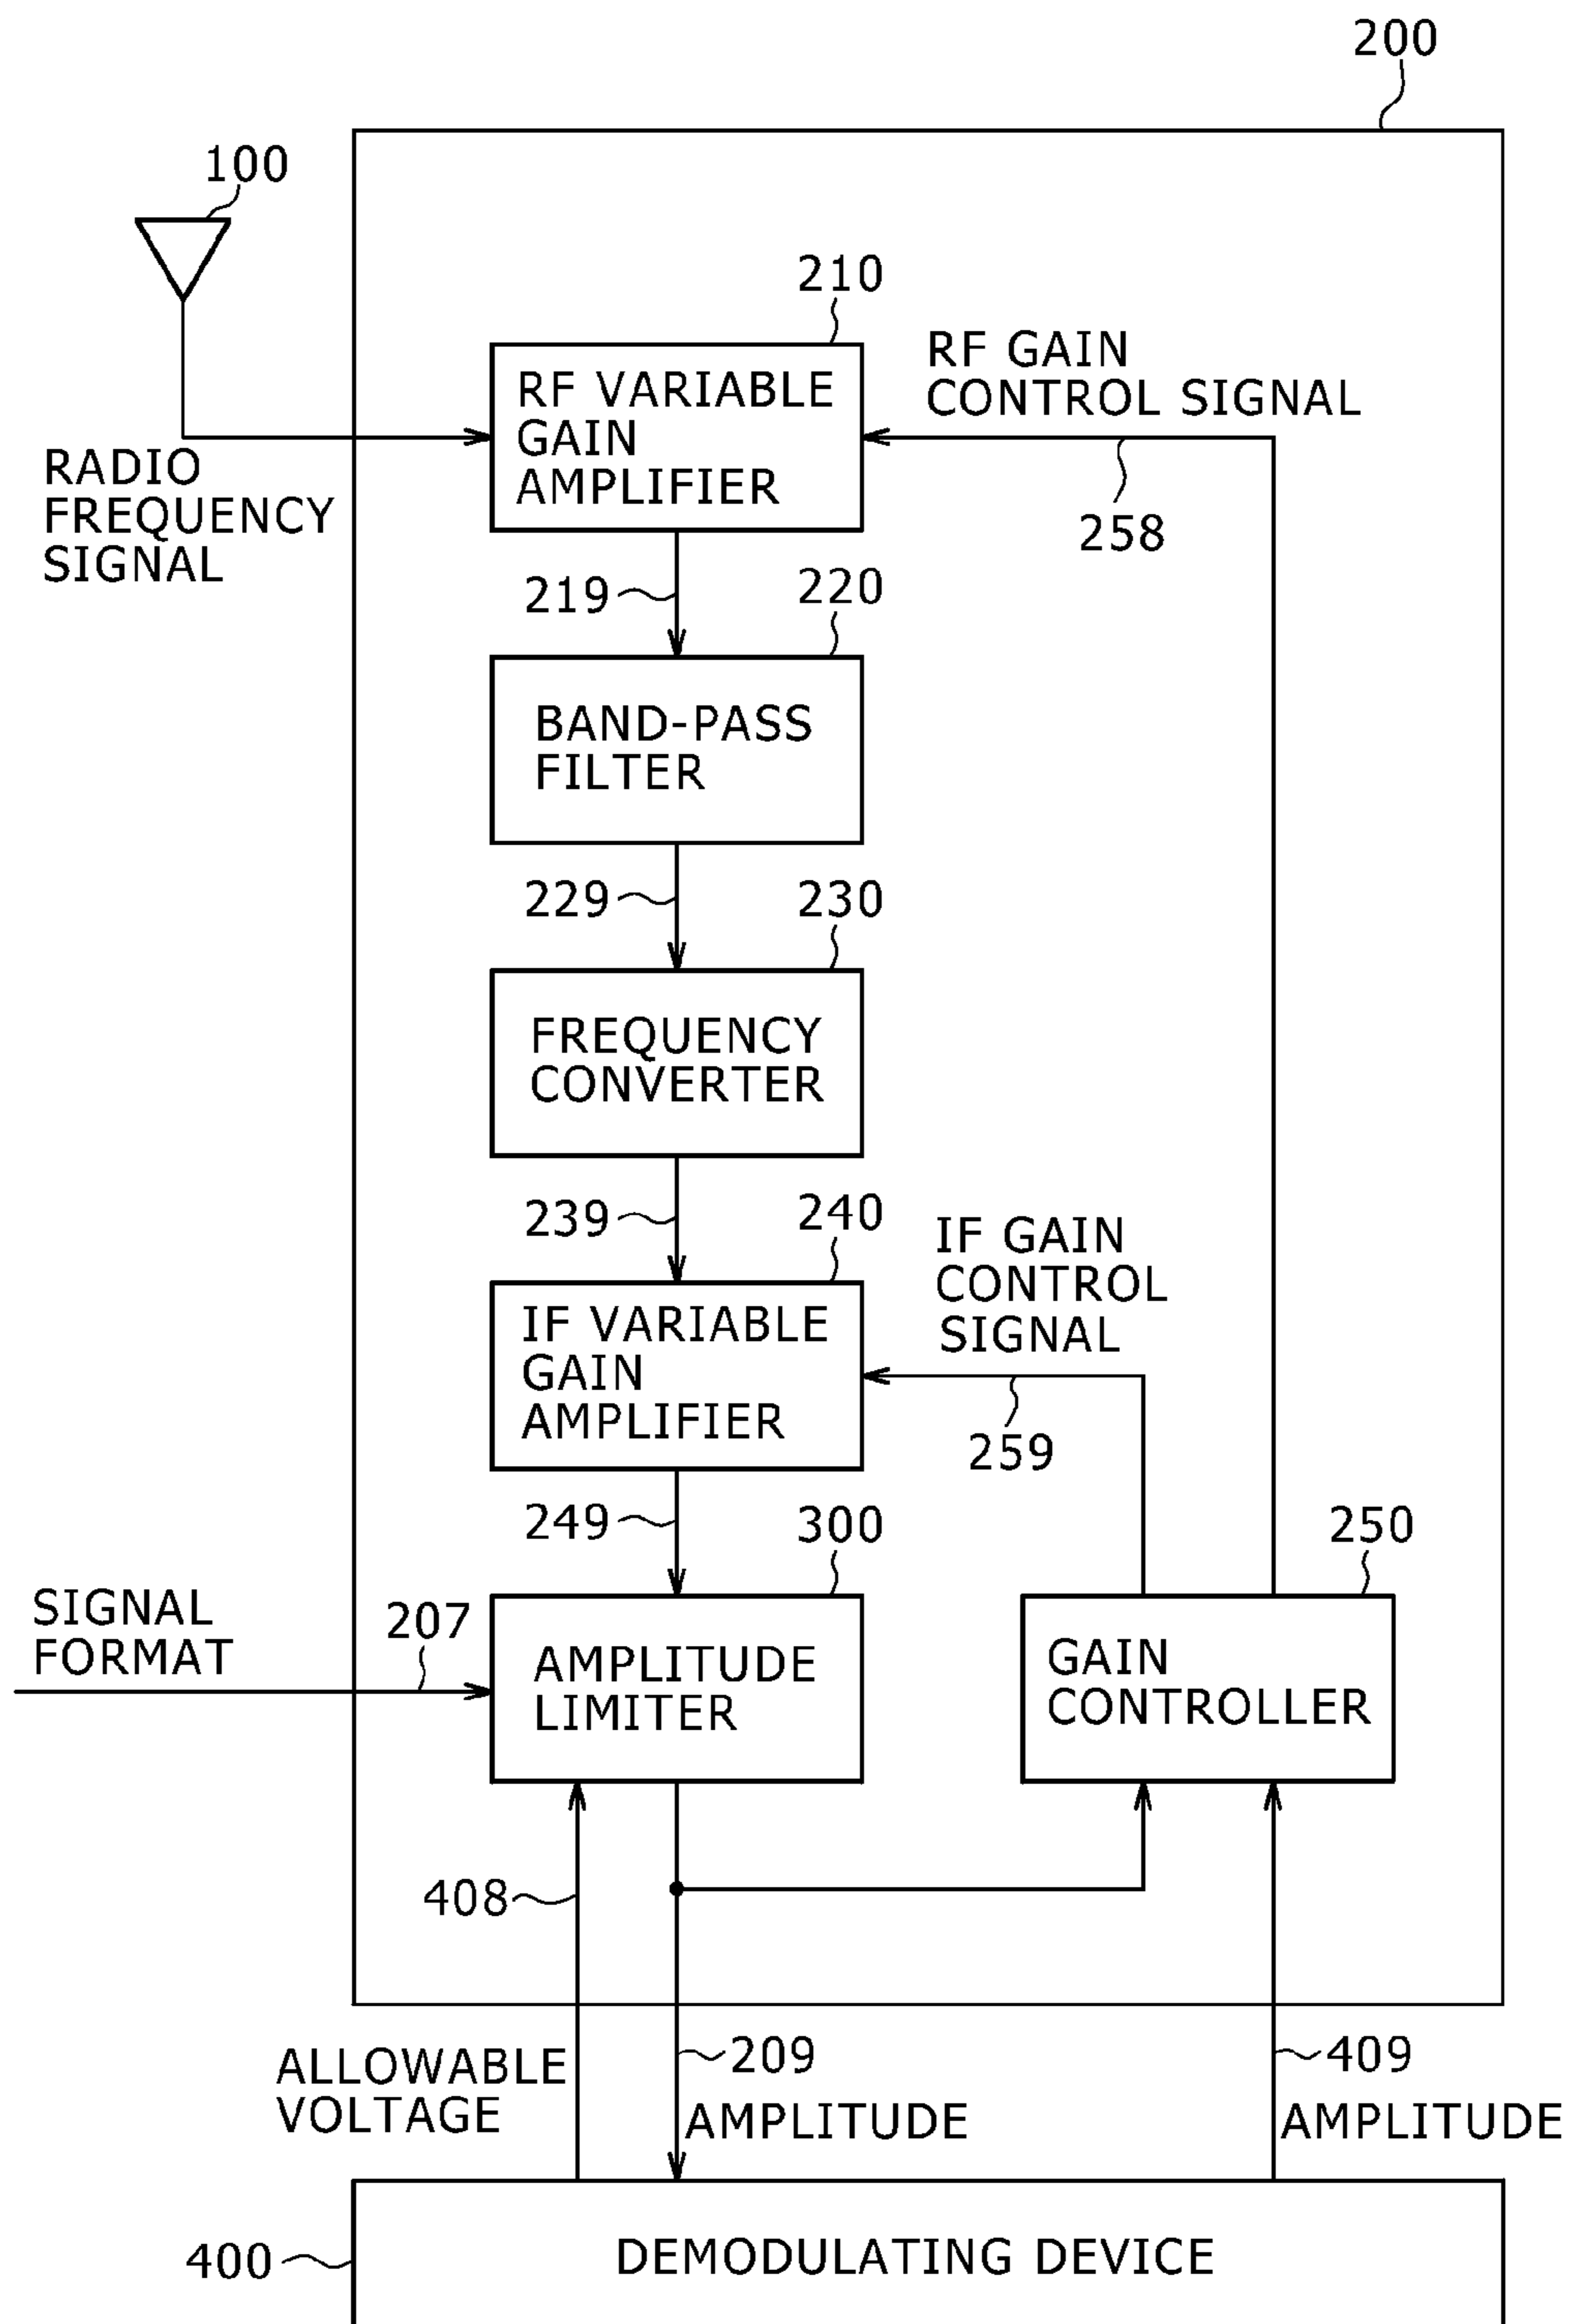 200
100
210
RF VARIABLE
GAIN
AMPLIFIER
RF GAIN
CONTROL SIGNAL
RADIO
FREQUENCY
SIGNAL
258
219
220
BAND-PASS
FILTER
229
230
FREQUENCY
CONVERTER
239
240
IF VARIABLE
GAIN
AMPLIFIER
IF GAIN
CONTROL
SIGNAL
259
249
300
250
SIGNAL
FORMAT
207
AMPLITUDE
LIMITER
GAIN
CONTROLLER
408
ALLOWABLE
VOLTAGE
209
AMPLITUDE
409
AMPLITUDE
400
DEMODULATING DEVICE